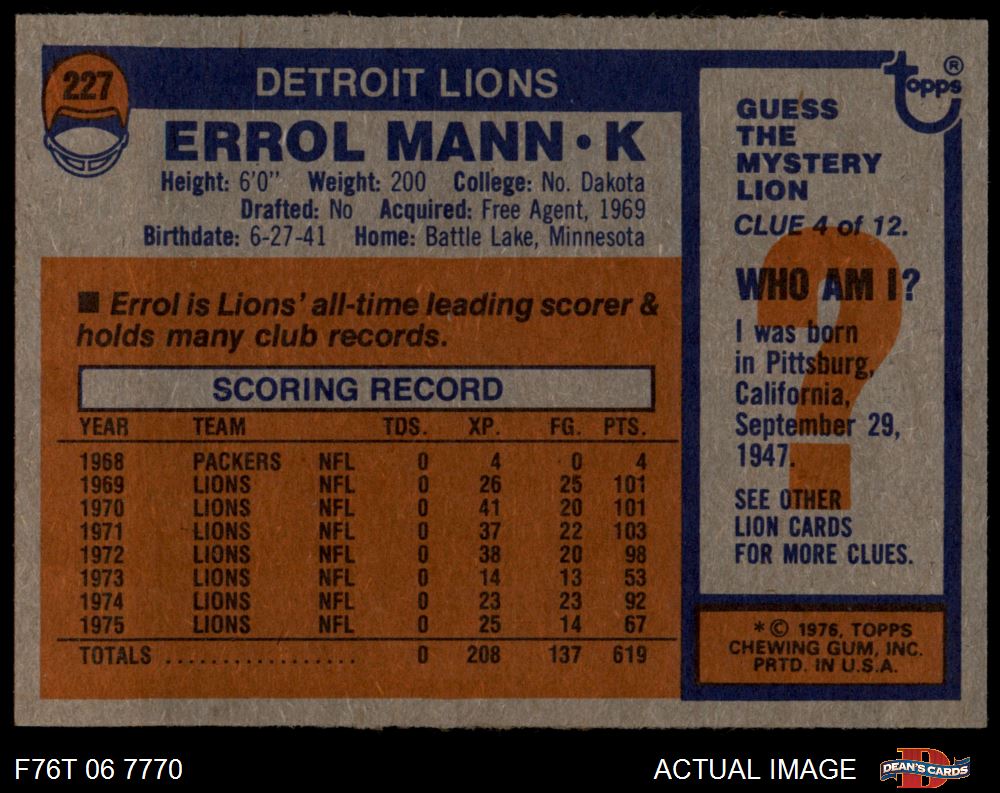 227
DETROIT LIONS
ERROL MANN • K
Height: 6'0" Weight: 200 College: No. Dakota
Drafted: No Acquired: Free Agent, 1969
Birthdate: 6-27-41 Home: Battle Lake, Minnesota
■ Errol is Lions' all-time leading scorer &
holds many club records.
SCORING RECORD
YEAR TEAM TDS. XP. FG. PTS.
1968 PACKERS NFL 0 4 0 4
1969 LIONS NFL 0 26 25 101
1970 LIONS NFL 0 41 20 101
1971 LIONS NFL 0 37 22 103
1972 LIONS NFL 0 38 20 98
1973 LIONS NFL 0 14 13 53
1974 LIONS NFL 0 23 23 92
1975 LIONS NFL 0 25 14 67
TOTALS ................. 0 208 137 619
topps ®
GUESS
THE
MYSTERY
LION
CLUE 4 of 12.
WHO AM I?
I was born
in Pittsburg,
California,
September 29,
1947.
SEE OTHER
LION CARDS
FOR MORE CLUES.
* © 1976, TOPPS
CHEWING GUM, INC.
PRTD. IN U.S.A.
F76T 06 7770
ACTUAL IMAGE
DEAN'S CARDS